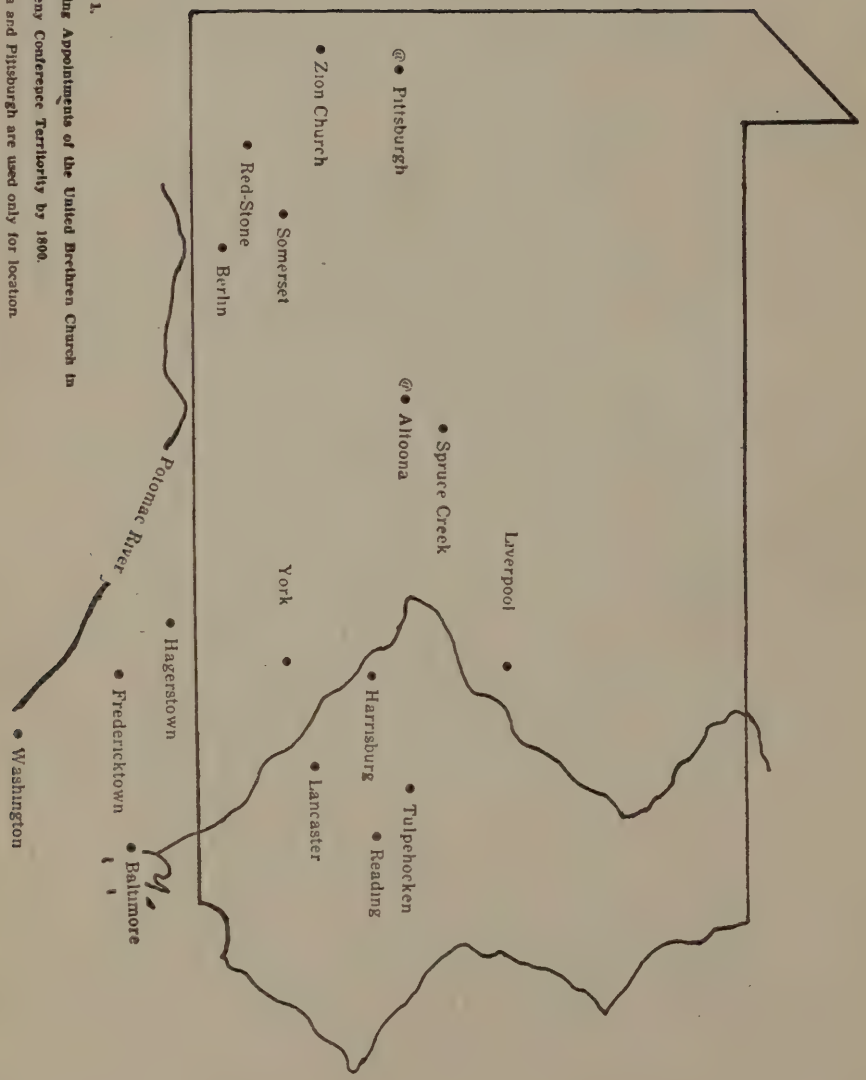 Liverpool
Spruce Creek
Tulpehocken
@ Altoona
@ Pittsburgh
Reading
Harrisburg
Zion Church
Lancaster
York
Somerset
Red-Stone
Berlin
Hagerstown
Potomac River
Baltimore
Fredericktown
Washington
1.
ing Appointments of the United Brethren Church in
eny Conference Territority by 1800.
a and Pittsburgh are used only for location.